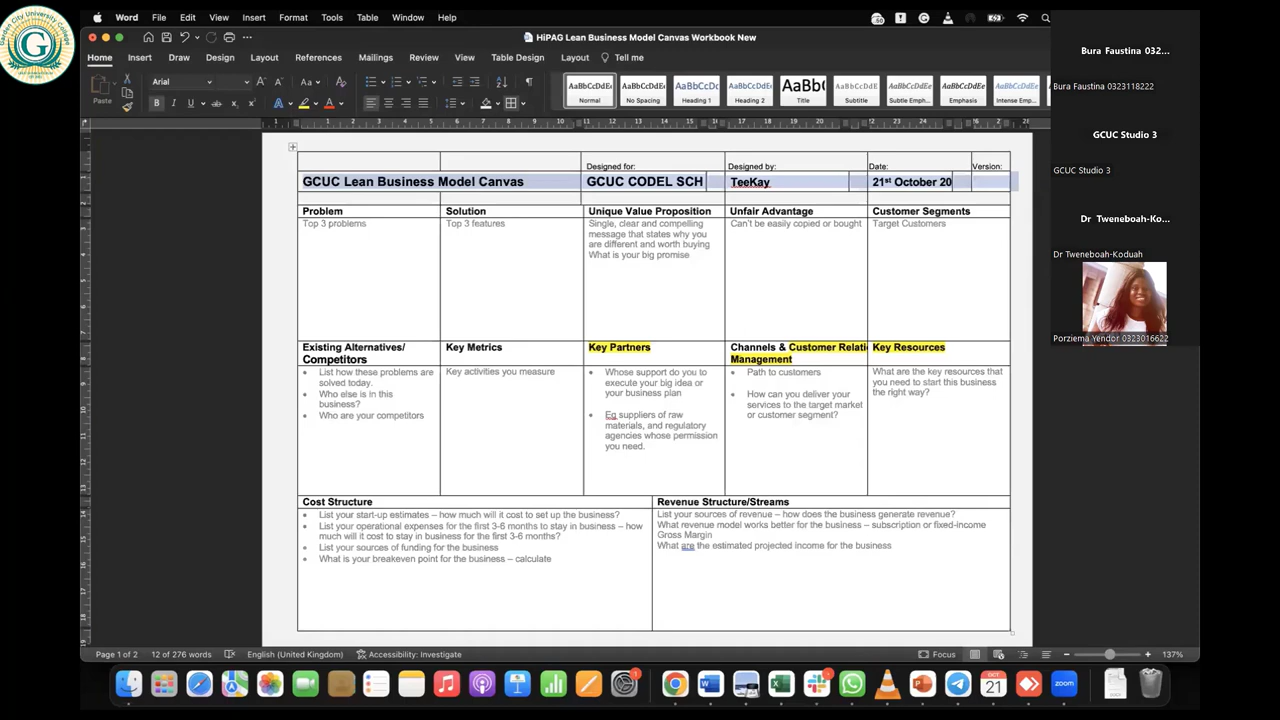 Word File Edit View Insert Format Tools Table Window Help
HiPAG Lean Business Model Canvas Workbook New
Home Insert Draw Design Layout References Mailings Review View Table Design Layout Tell me
Paste
Arial
12
AaBbCcDdEe AaBbCcDdEe AaBbCcDc AaBbCcDdEe AaBbC AaBbCcDdEe AaBbCcDdEe AaBbCcDdEe AaBbCcDdEe
Normal No Spacing Heading 1 Heading 2 Title Subtitle Subtle Emph... Emphasis Intense Emp...
Designed for: Designed by: Date: Version:
GCUC Lean Business Model Canvas GCUC CODEL SCH TeeKay 21st October 20
Problem Solution Unique Value Proposition Unfair Advantage Customer Segments
Top 3 problems
Top 3 features
Single, clear and compelling
message that states why you
are different and worth buying
What is your big promise
Can't be easily copied or bought
Target Customers
Existing Alternatives/
Competitors
Key Metrics
Key Partners
Channels & Customer Relati
Management
Key Resources
• List how these problems are
solved today.
• Who else is in this
business?
• Who are your competitors
Key activities you measure
• Whose support do you to
execute your big idea or
your business plan
• Eg suppliers of raw
materials, and regulatory
agencies whose permission
you need.
• Path to customers
• How can you deliver your
services to the target market
or customer segment?
What are the key resources that
you need to start this business
the right way?
Cost Structure
• List your start-up estimates – how much will it cost to set up the business?
• List your operational expenses for the first 3-6 months to stay in business – how
much will it cost to stay in business for the first 3-6 months?
• List your sources of funding for the business
• What is your breakeven point for the business – calculate
Revenue Structure/Streams
List your sources of revenue – how does the business generate revenue?
What revenue model works better for the business – subscription or fixed-income
Gross Margin
What are the estimated projected income for the business
Page 1 of 2 12 of 276 words English (United Kingdom) Accessibility: Investigate Focus 137%
OCT
21
zoom
Bura Faustina 032...
Bura Faustina 0323118222
GCUC Studio 3
GCUC Studio 3
Dr Tweneboah-Ko...
Dr Tweneboah-Koduah
Porziema Yendor 0323016622